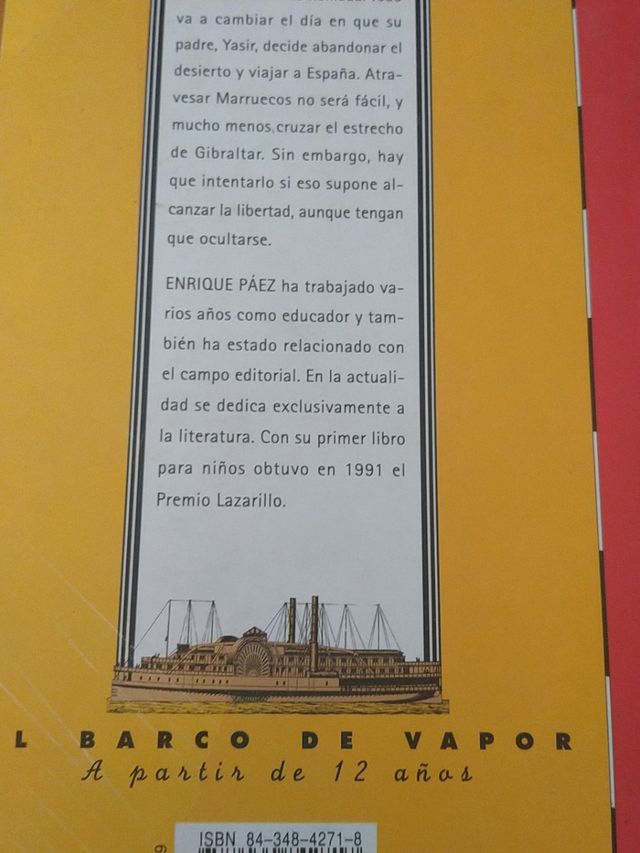 va a cambiar el día en que su
padre, Yasir, decide abandonar el
desierto y viajar a España. Atra-
vesar Marruecos no será fácil, y
mucho menos cruzar el estrecho
de Gibraltar. Sin embargo, hay
que intentarlo si eso supone al-
canzar la libertad, aunque tengan
que ocultarse.
ENRIQUE PÁEZ ha trabajado va-
rios años como educador y tam-
bién ha estado relacionado con
el campo editorial. En la actuali-
dad se dedica exclusivamente a
la literatura. Con su primer libro
para niños obtuvo en 1991 el
Premio Lazarillo.
L BARCO DE VAPOR
A partir de 12 años
ISBN 84-348-4271-8